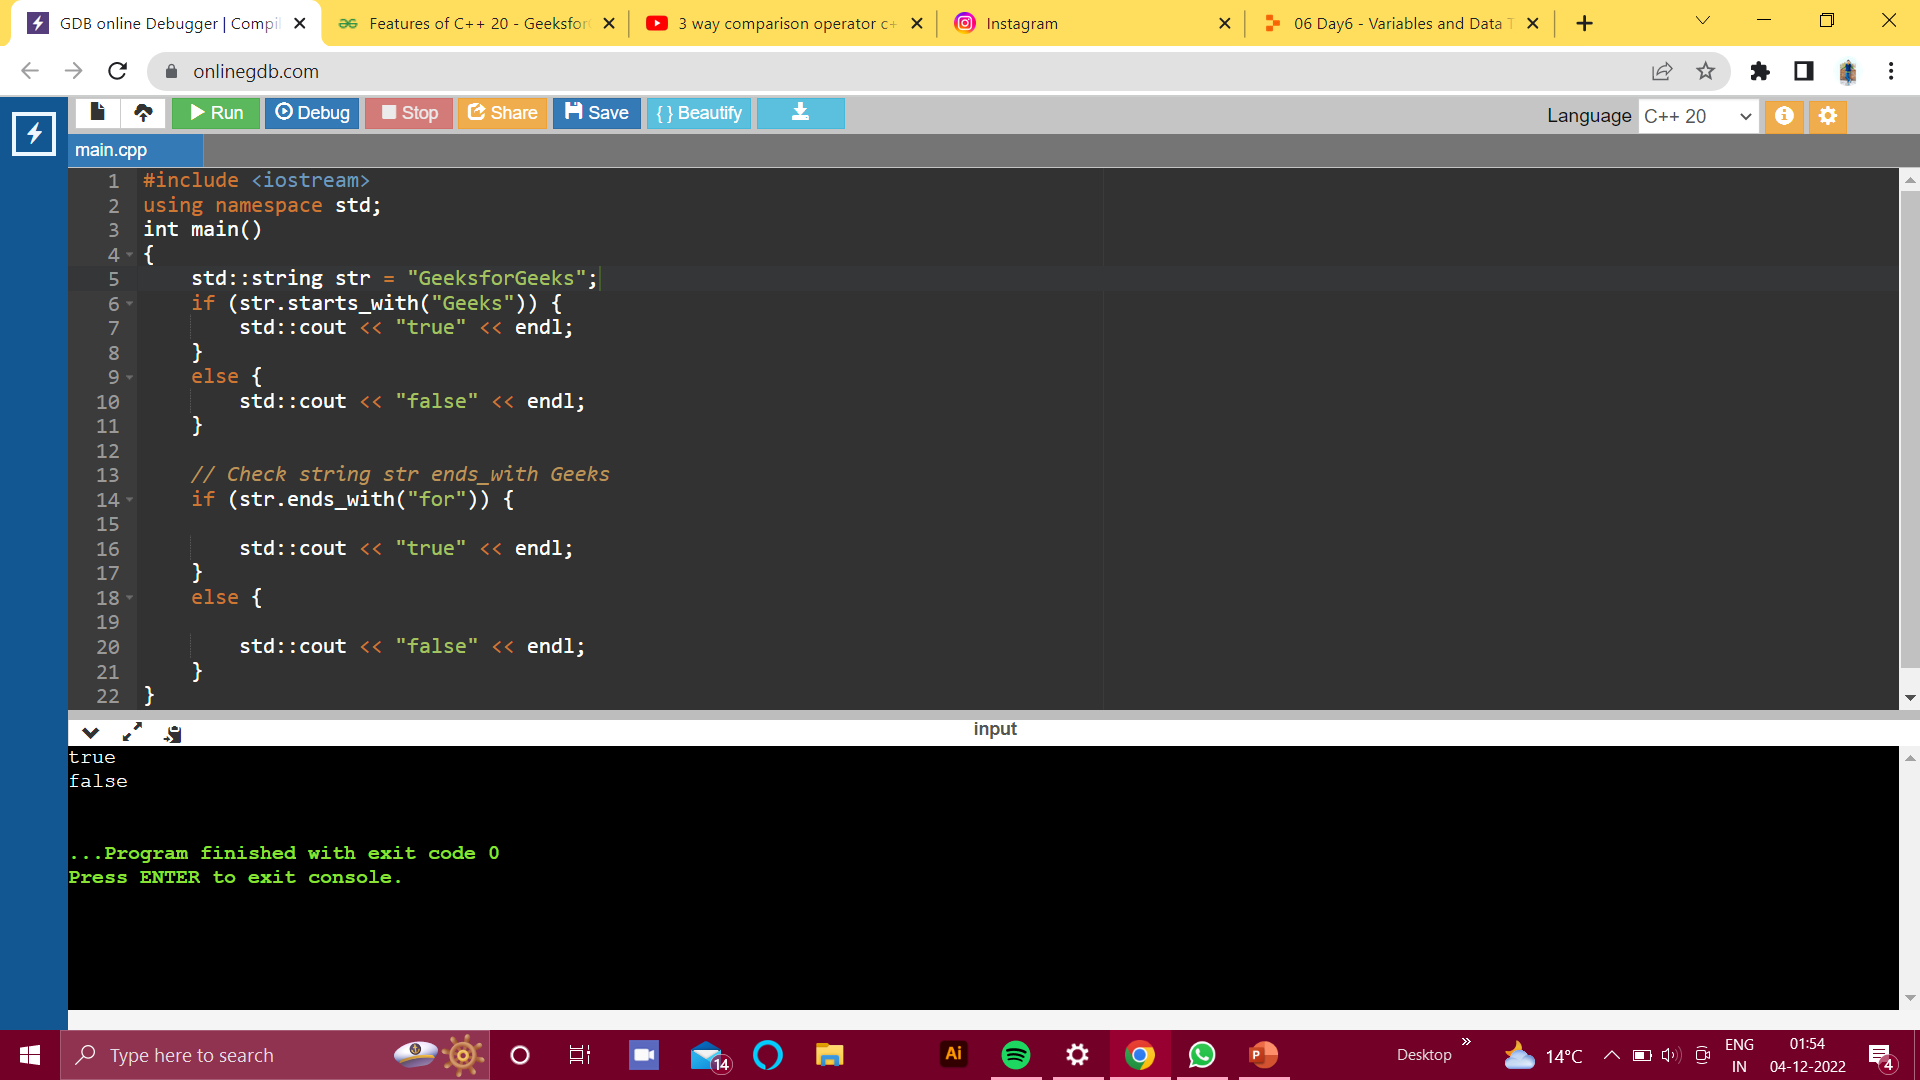 GDB online Debugger | Compil
Features of C++ 20 - Geeksfor
3 way comparison operator c+
Instagram
06 Day6 - Variables and Data T
onlinegdb.com
Run
Debug
Stop
Share
Save
{ } Beautify
Language C++ 20
main.cpp
1 #include <iostream>
2 using namespace std;
3 int main()
4 {
5 std::string str = "GeeksforGeeks";
6 if (str.starts_with("Geeks")) {
7 std::cout << "true" << endl;
8 }
9 else {
10 std::cout << "false" << endl;
11 }
12
13 // Check string str ends_with Geeks
14 if (str.ends_with("for")) {
15
16 std::cout << "true" << endl;
17 }
18 else {
19
20 std::cout << "false" << endl;
21 }
22 }
input
true
false
...Program finished with exit code 0
Press ENTER to exit console.
Type here to search
14
Ai
P
Desktop
14°C
ENG
IN
01:54
04-12-2022
4